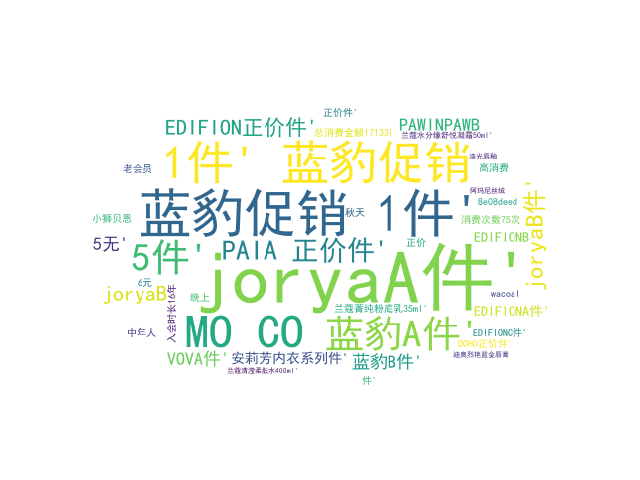 正价件'
EDIFION正价件'
PAWINPAWB
总消费金额17133l
兰蔻水分缘舒悦凝霜50ml'
1件' 蓝豹促销
迪光唇釉
老会员
高消费
阿玛尼丝绒
蓝豹促销 1件'
8e08deed
joryaB件'
小狮贝恩
秋天
消费次数75次
5无'
5件'
PAIA 正价件'
正价
EDIFICNB
joryaA件'
6元
joryaB
晚上
wacoal
入会时长16年
兰蔻菁纯粉底乳35ml'
EDIFICNA件'
MO CO
蓝豹A件'
中年人
EDIFIONC件'
OOHO正价件'
VOVA件'
安莉芳内衣系列件'
蓝豹B件'
迪奥烈艳蓝金唇膏
兰蔻清滢柔肤水400ml'
件'